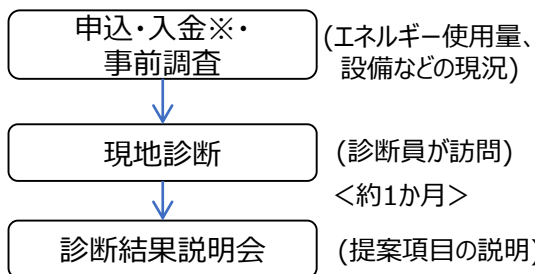 申込・入金※・
事前調査
(エネルギー使用量、
設備などの現況)
現地診断
(診断員が訪問)
<約1か月>
診断結果説明会
(提案項目の説明)